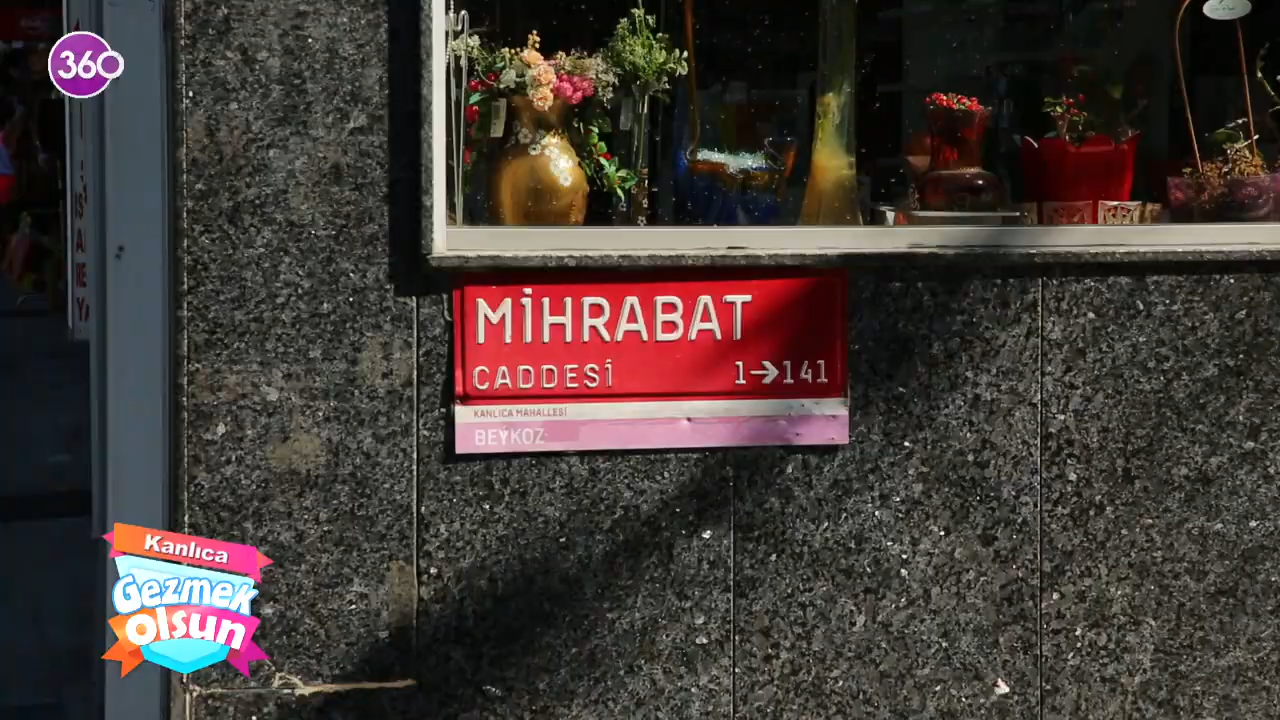 360
MİHRABAT
CADDESİ 1→141
KANLICA MAHALLESİ
BEYKOZ
Kanlıca
Gezmek
olsun